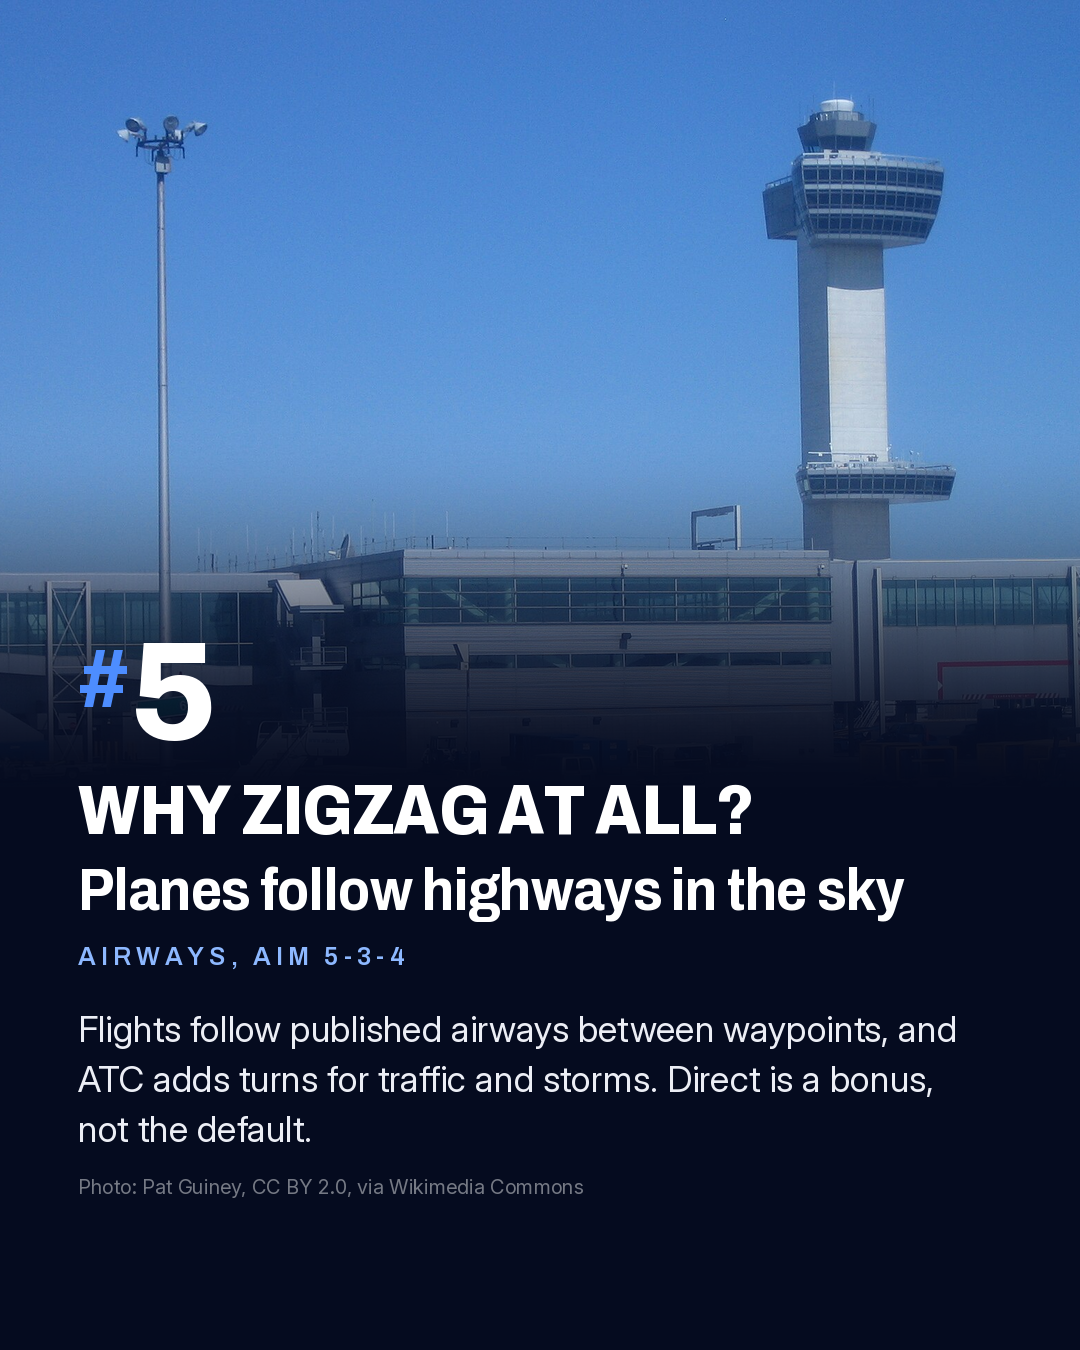 #5
WHY ZIGZAG AT ALL?
Planes follow highways in the sky
AIRWAYS, AIM 5-3-4
Flights follow published airways between waypoints, and
ATC adds turns for traffic and storms. Direct is a bonus,
not the default.
Photo: Pat Guiney, CC BY 2.0, via Wikimedia Commons